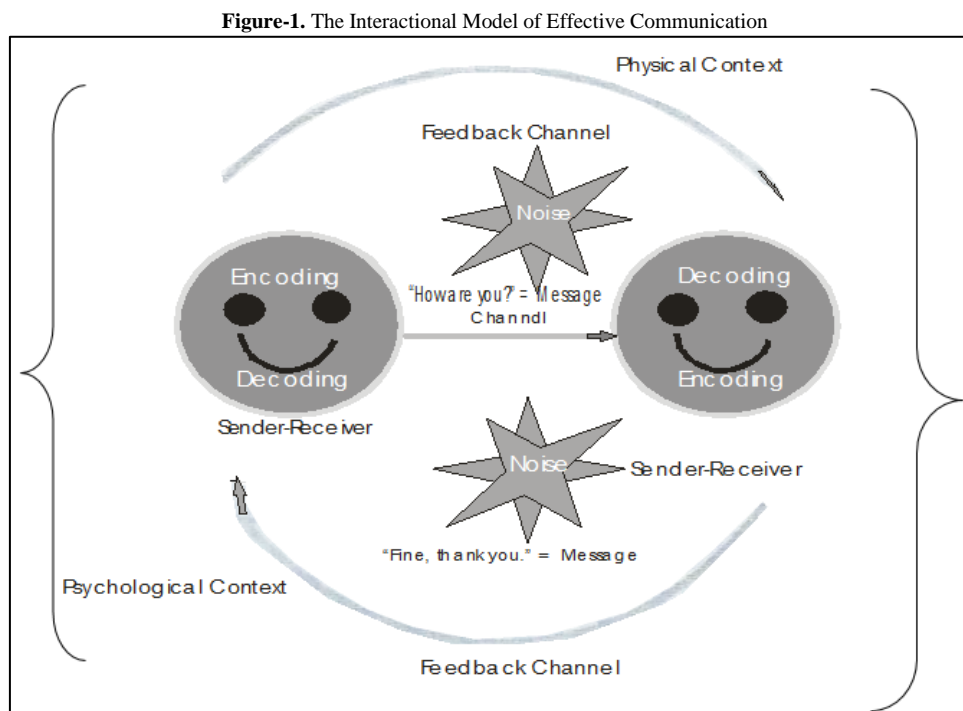 Figure-1. The Interactional Model of Effective Communication
Physical Context
Feedback Channel
Noise
Encoding
Decoding
"How are you?" = Message
Channdl
Decoding
Encoding
Sender-Receiver
Noise
Sender-Receiver
"Fine, thank you." = Message
Psychological Context
Feedback Channel